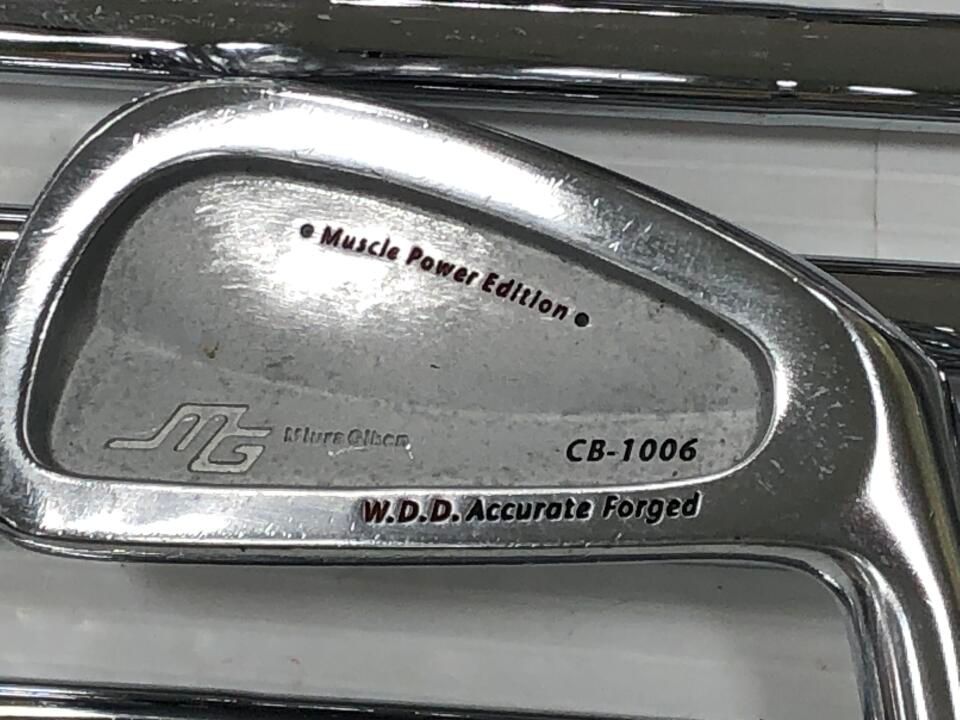 • Muscle Power Edition •
MG Miura Giken
CB-1006
W.D.D. Accurate Forged